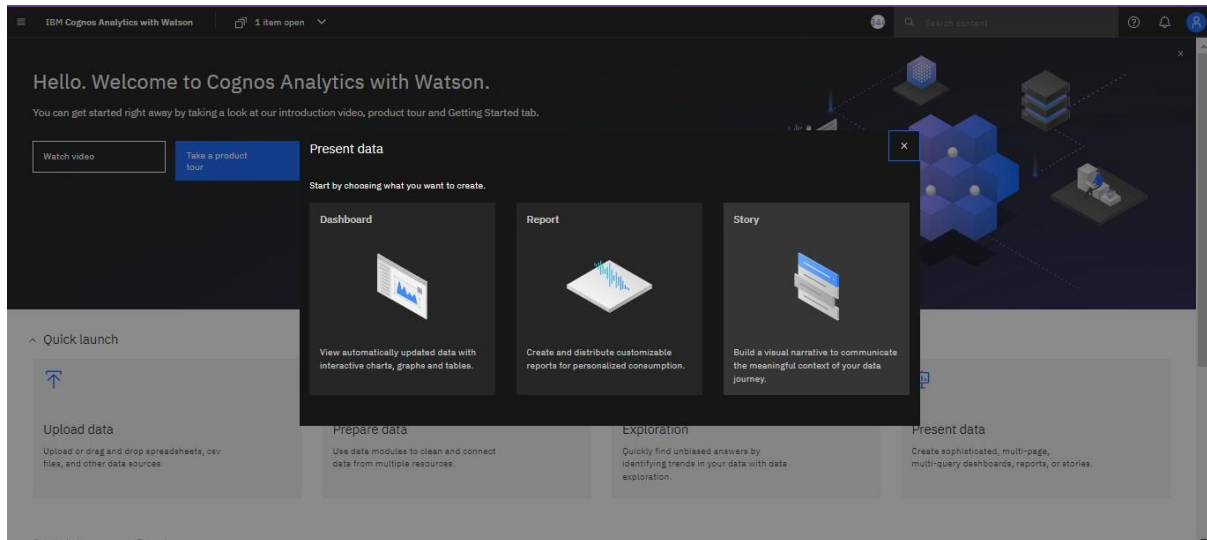 IBM Cognos Analytics with Watson
1 item open
Search content
Hello. Welcome to Cognos Analytics with Watson.
You can get started right away by taking a look at our introduction video, product tour and Getting Started tab.
Watch video
Take a product
tour
Present data
Start by choosing what you want to create.
Dashboard
View automatically updated data with
interactive charts, graphs and tables.
Report
Create and distribute customizable
reports for personalized consumption.
Story
Build a visual narrative to communicate
the meaningful context of your data
journey.
Quick launch
Upload data
Upload or drag and drop spreadsheets, csv
files, and other data sources.
Prepare data
Use data modules to clean and connect
data from multiple resources.
Exploration
Quickly find unbiased answers by
identifying trends in your data with data
exploration.
Present data
Create sophisticated, multi-page,
multi-query dashboards, reports, or stories.